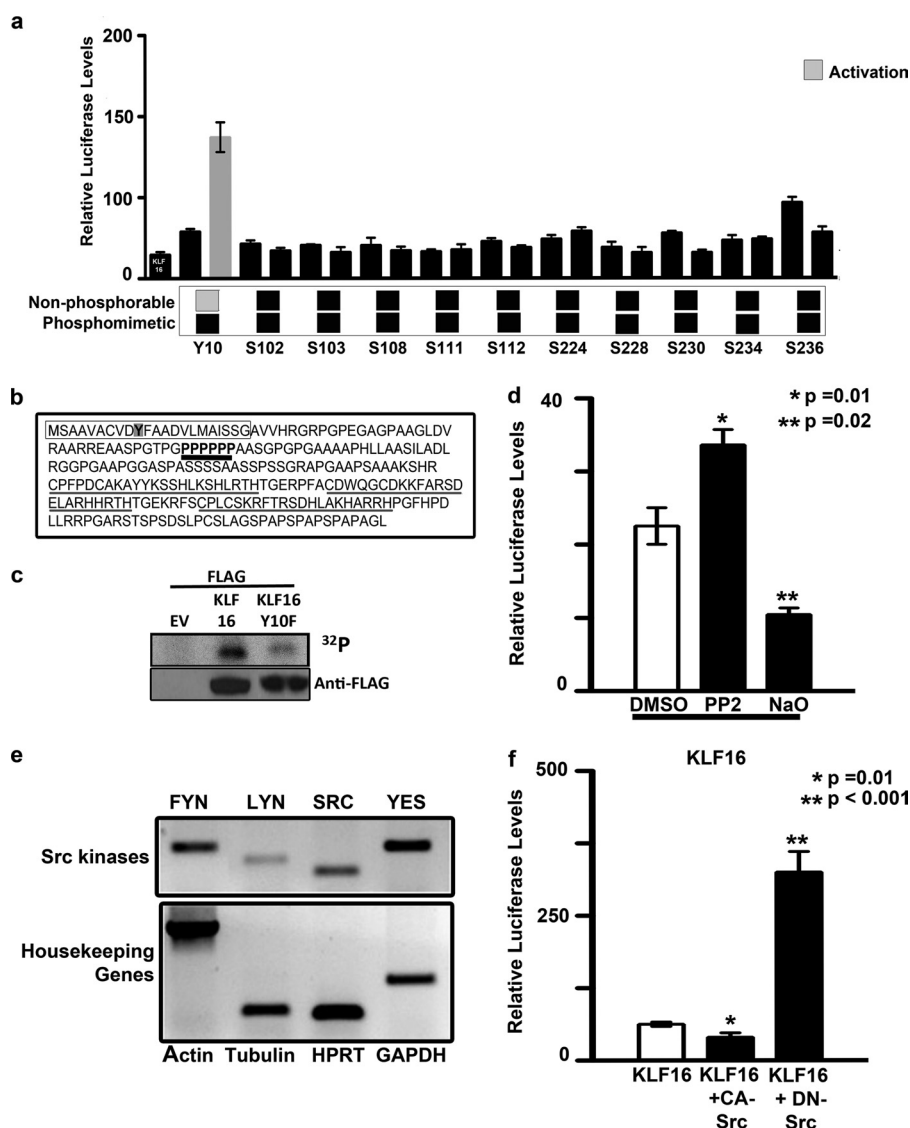 a
200
150
100
0
Relative Luciferase Levels
Activation
KLF
16
Non-phosphorable
Phosphomimetic
Y10 S102 S103 S108 S111 S112 S224 S228 S230 S234 S236
b
MSAAVACVDYFAADVLMAISSGAVVHRGRPGPEGAGPAAGLDV
RAARREAASPGTPGPPPPPPAASGPGPGAAAAPHLLAASILADL
RGGPGAAPGGASPASSSSAASSPSSGRAPGAAPSAAAKSHR
CPFPDCAKAYYKSSHLKSHLRTHTGERPFACDWQGCDKKFARSD
ELARHHRTHTGEKRFSCPLCSKRFTRSDHLAKHARRHPGFHPD
LLRRPGARSTSPSDSLPCSLAGSPAPSPAPSPAPAGL
c
FLAG
EV KLF16 KLF16 Y10F
32P
Anti-FLAG
d
40
0
Relative Luciferase Levels
* p =0.01
** p =0.02
*
**
DMSO PP2 NaO
e
FYN LYN SRC YES
Src kinases
Housekeeping
Genes
Actin Tubulin HPRT GAPDH
f
KLF16
500
250
0
Relative Luciferase Levels
* p =0.01
** p < 0.001
*
**
KLF16 KLF16 KLF16
+CA- + DN-
Src Src